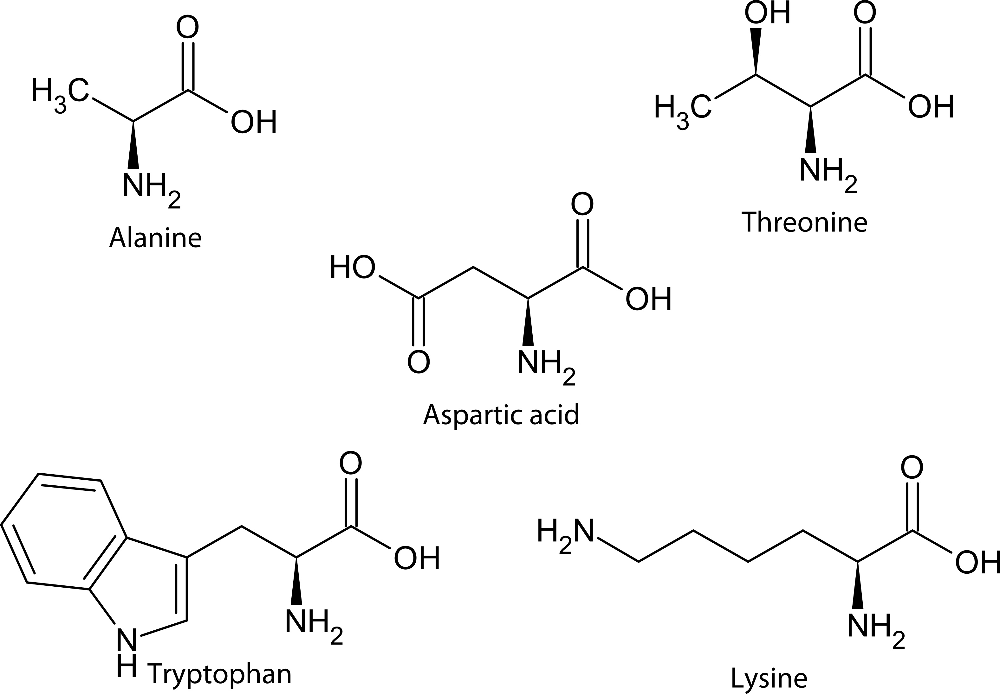 O
H3C
OH
NH2
Alanine
OH
O
H3C
OH
NH2
Threonine
O
HO
OH
O
NH2
Aspartic acid
O
OH
NH2
N
H
Tryptophan
O
H2N
OH
NH2
Lysine